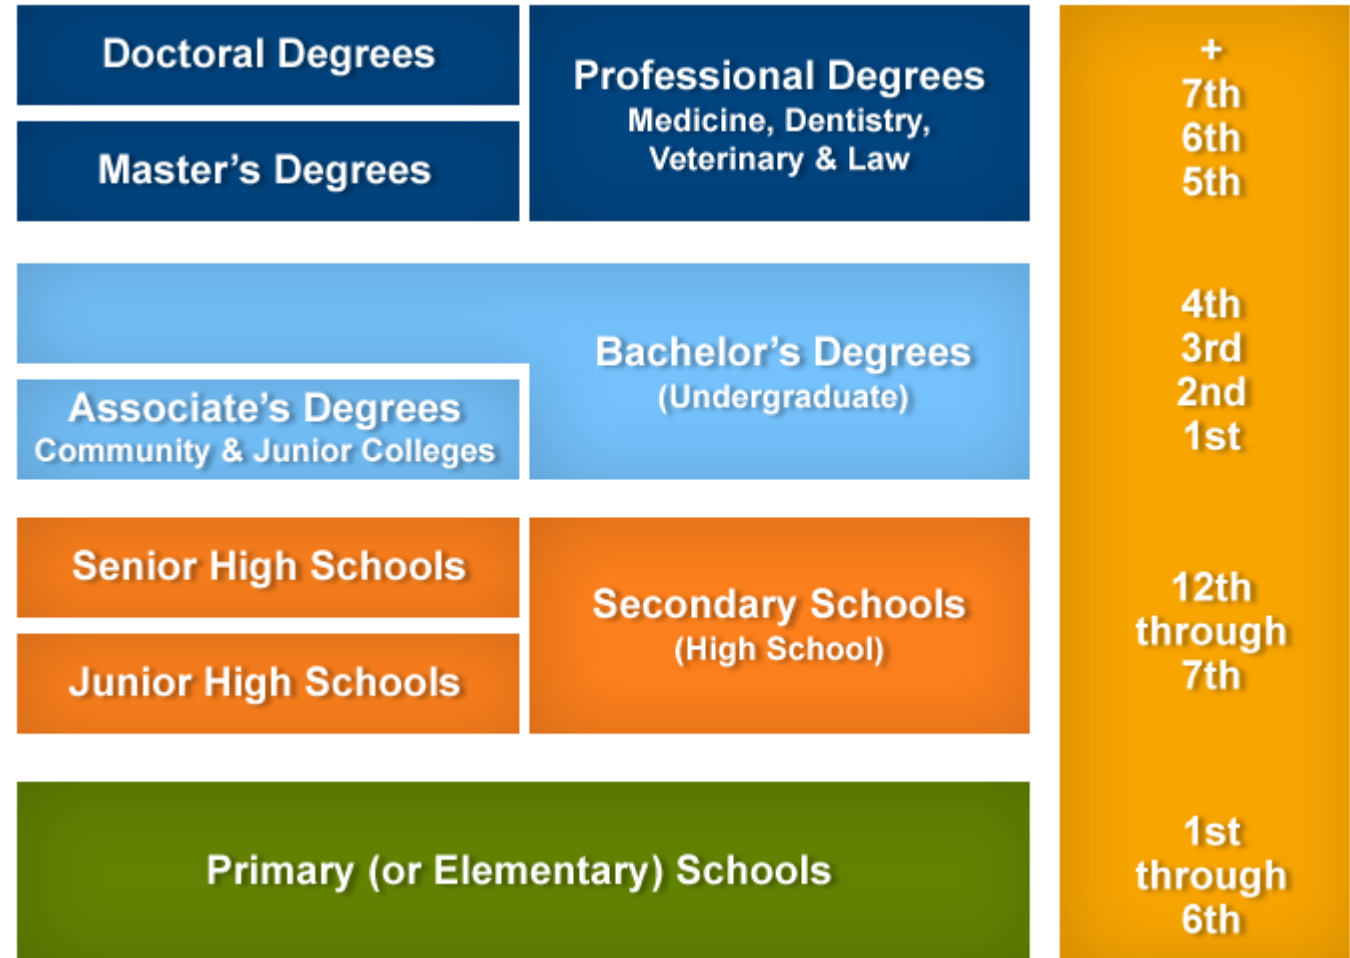 Doctoral Degrees
Master’s Degrees
Professional Degrees
Medicine, Dentistry,
Veterinary & Law
+
7th
6th
5th
Bachelor’s Degrees
(Undergraduate)
Associate’s Degrees
Community & Junior Colleges
4th
3rd
2nd
1st
Senior High Schools
Junior High Schools
Secondary Schools
(High School)
12th
through
7th
Primary (or Elementary) Schools
1st
through
6th